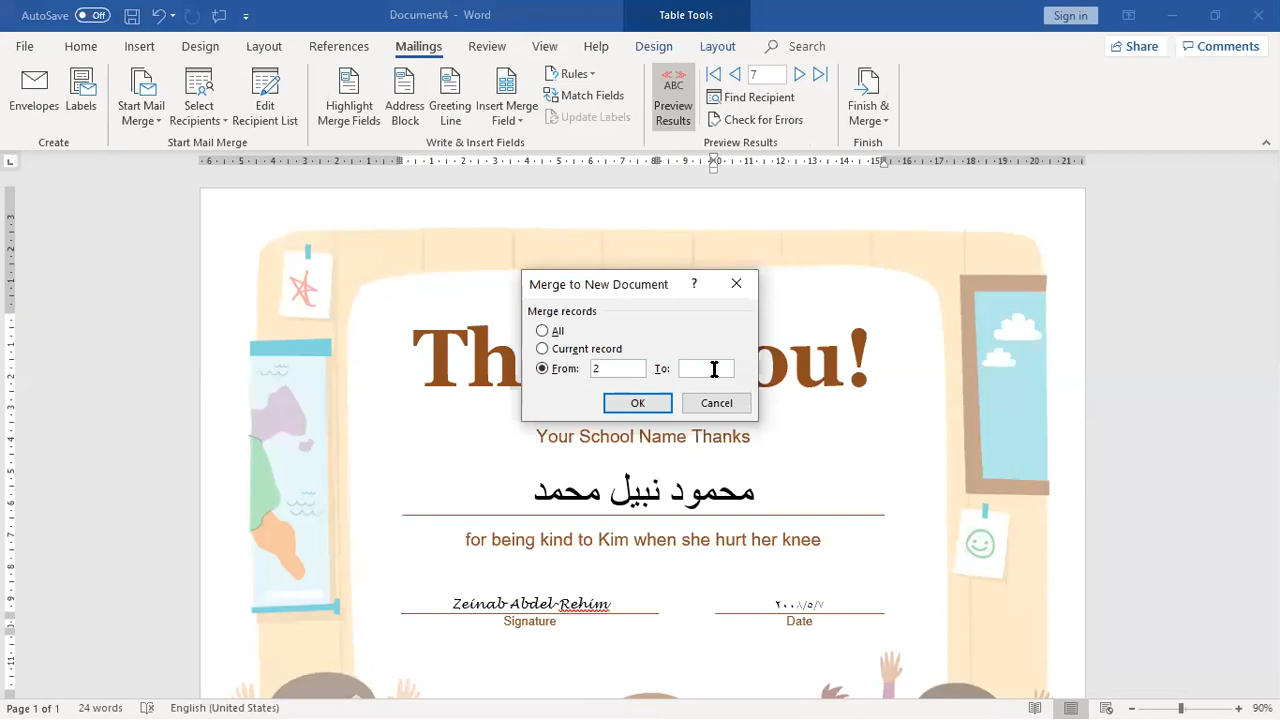 AutoSave Off Document4 - Word Table Tools Sign in
File Home Insert Design Layout References Mailings Review View Help Design Layout Search Share Comments
Envelopes Labels Start Mail Merge Select Recipients Edit Recipient List Highlight Merge Fields Address Block Greeting Line Insert Merge Field Rules Match Fields Update Labels ABC Preview Results 7 Find Recipient Check for Errors Finish & Merge
Create Start Mail Merge Write & Insert Fields Preview Results Finish
Merge to New Document ?
Merge records
All
Current record
From: 2 To:
OK Cancel
Th ou!
Your School Name Thanks
محمود نبيل محمد
for being kind to Kim when she hurt her knee
Zeinab Abdel-Rehim ٢٠٠٨/٥/٧
Signature Date
Page 1 of 1 24 words English (United States) 90%